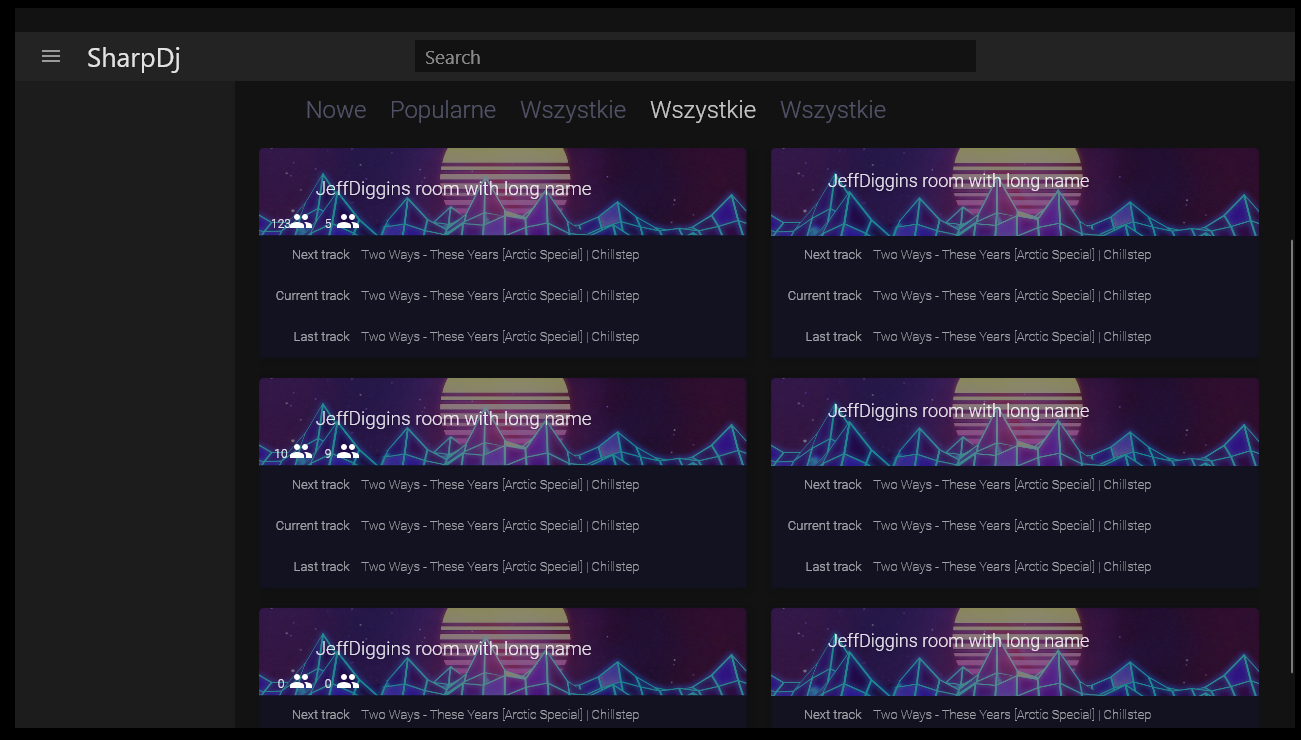 SharpDj
Search
Nowe Popularne Wszystkie Wszystkie Wszystkie
JeffDiggins room with long name
123 5
Next track Two Ways - These Years [Arctic Special] | Chillstep
Current track Two Ways - These Years [Arctic Special] | Chillstep
Last track Two Ways - These Years [Arctic Special] | Chillstep
JeffDiggins room with long name
Next track Two Ways - These Years [Arctic Special] | Chillstep
Current track Two Ways - These Years [Arctic Special] | Chillstep
Last track Two Ways - These Years [Arctic Special] | Chillstep
JeffDiggins room with long name
10 9
Next track Two Ways - These Years [Arctic Special] | Chillstep
Current track Two Ways - These Years [Arctic Special] | Chillstep
Last track Two Ways - These Years [Arctic Special] | Chillstep
JeffDiggins room with long name
Next track Two Ways - These Years [Arctic Special] | Chillstep
Current track Two Ways - These Years [Arctic Special] | Chillstep
Last track Two Ways - These Years [Arctic Special] | Chillstep
JeffDiggins room with long name
0 0
Next track Two Ways - These Years [Arctic Special] | Chillstep
JeffDiggins room with long name
Next track Two Ways - These Years [Arctic Special] | Chillstep